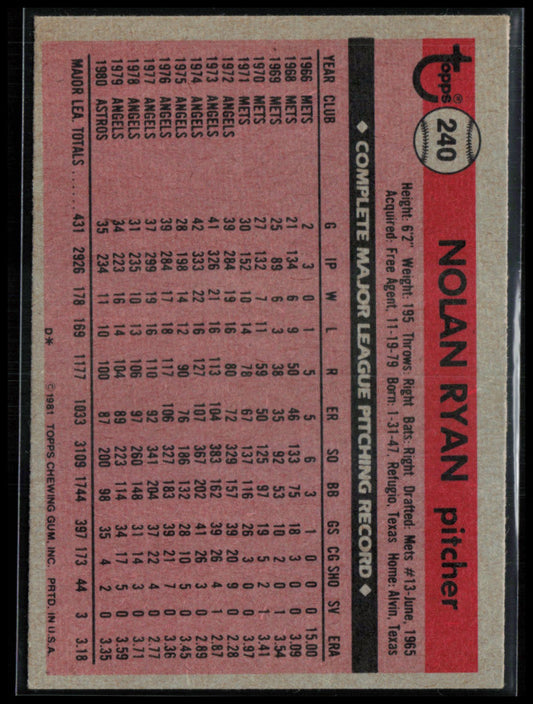 topps®
240
NOLAN RYAN pitcher
Height: 6'2" Weight: 195 Throws: Right Bats: Right Drafted: Mets #13-June, 1965
Acquired: Free Agent, 11-19-79 Born: 1-31-47, Refugio, Texas Home: Alvin, Texas
◆ COMPLETE MAJOR LEAGUE PITCHING RECORD ◆
YEAR CLUB G IP W L R ER SO BB GS CG SHO SV ERA
1966 METS 2 3 0 1 5 5 6 3 1 0 0 0 15.00
1968 METS 21 134 6 9 50 46 133 75 18 3 0 0 3.09
1969 METS 25 89 6 3 38 35 92 53 10 2 0 1 3.54
1970 METS 27 132 7 11 59 50 125 97 19 5 2 1 3.41
1971 METS 30 152 10 14 78 67 137 116 26 3 0 0 3.97
1972 ANGELS 39 284 19 16 80 72 329 157 39 20 9 0 2.28
1973 ANGELS 41 326 21 16 113 104 383 162 39 26 4 1 2.87
1974 ANGELS 42 333 22 16 127 107 367 202 41 26 3 0 2.89
1975 ANGELS 28 198 14 12 90 76 186 132 28 10 5 0 3.45
1976 ANGELS 39 284 17 18 117 106 327 183 39 21 7 0 3.36
1977 ANGELS 37 299 19 16 110 92 341 204 37 22 4 0 2.77
1978 ANGELS 31 235 10 13 106 97 260 148 31 14 3 0 3.71
1979 ANGELS 34 223 16 14 104 89 223 114 34 17 5 0 3.59
1980 ASTROS 35 234 11 10 100 87 200 98 35 4 2 0 3.35
MAJOR LEA. TOTALS ..... 431 2926 178 169 1177 1033 3109 1744 397 173 44 3 3.18
D* ©1981 TOPPS CHEWING GUM, INC. PRTD. IN U.S.A.